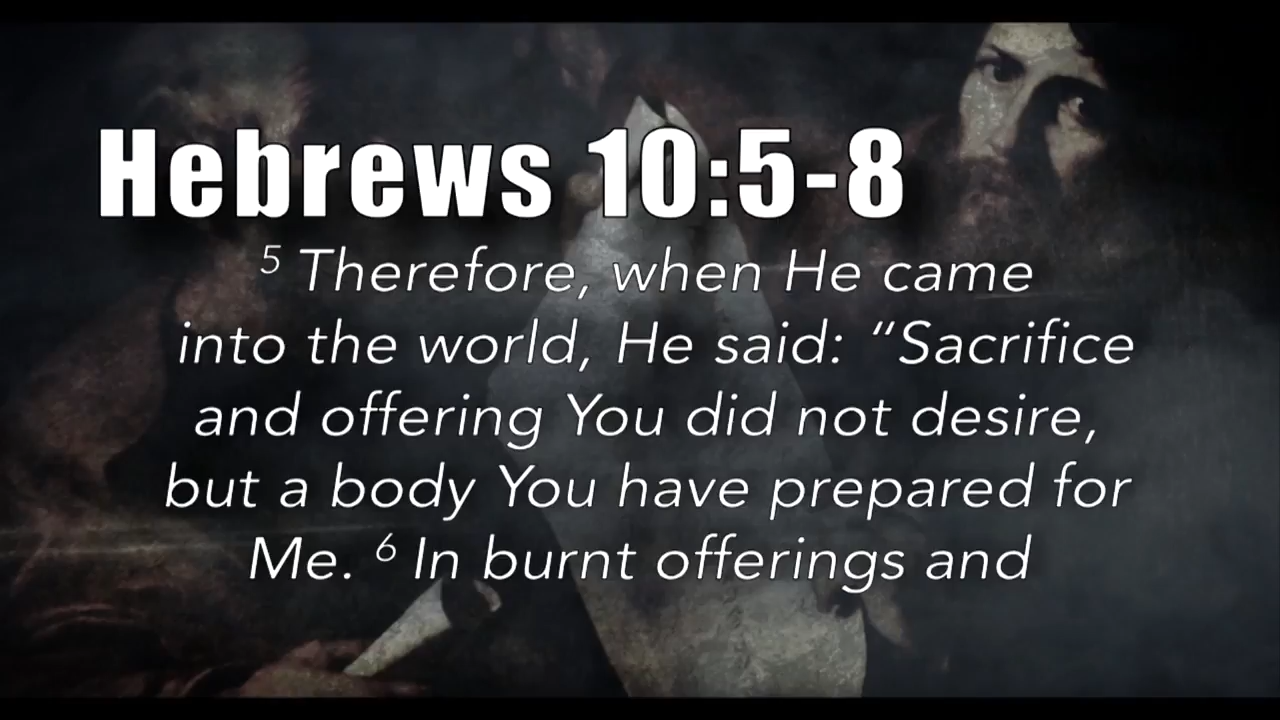 Hebrews 10:5-8
5 Therefore, when He came
into the world, He said: “Sacrifice
and offering You did not desire,
but a body You have prepared for
Me. 6 In burnt offerings and